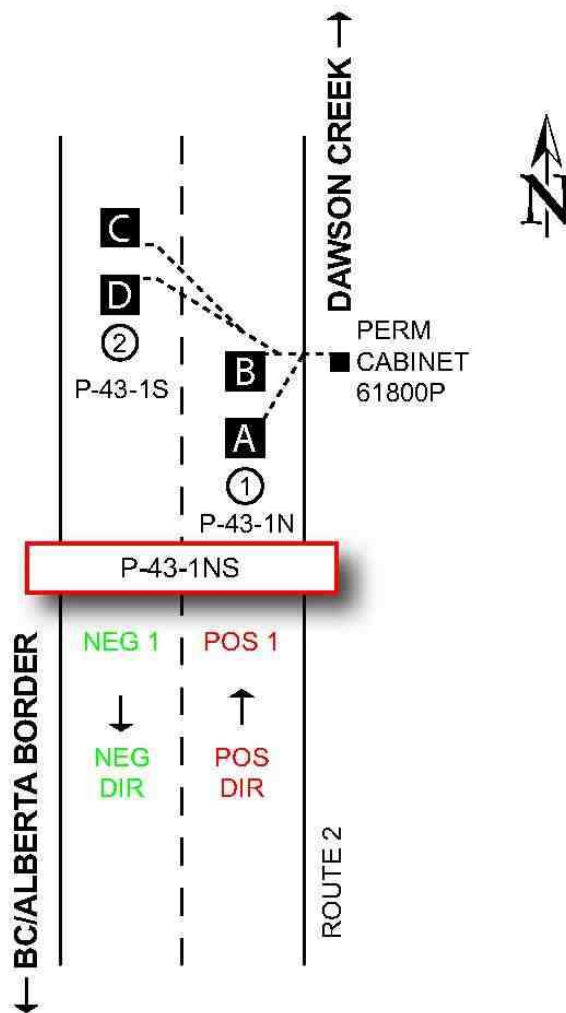 DAWSON CREEK
N
C
D
2
P-43-1S
B
A
1
P-43-1N
PERM
CABINET
61800P
P-43-1NS
NEG 1
POS 1
NEG
DIR
POS
DIR
BC/ALBERTA BORDER
ROUTE 2